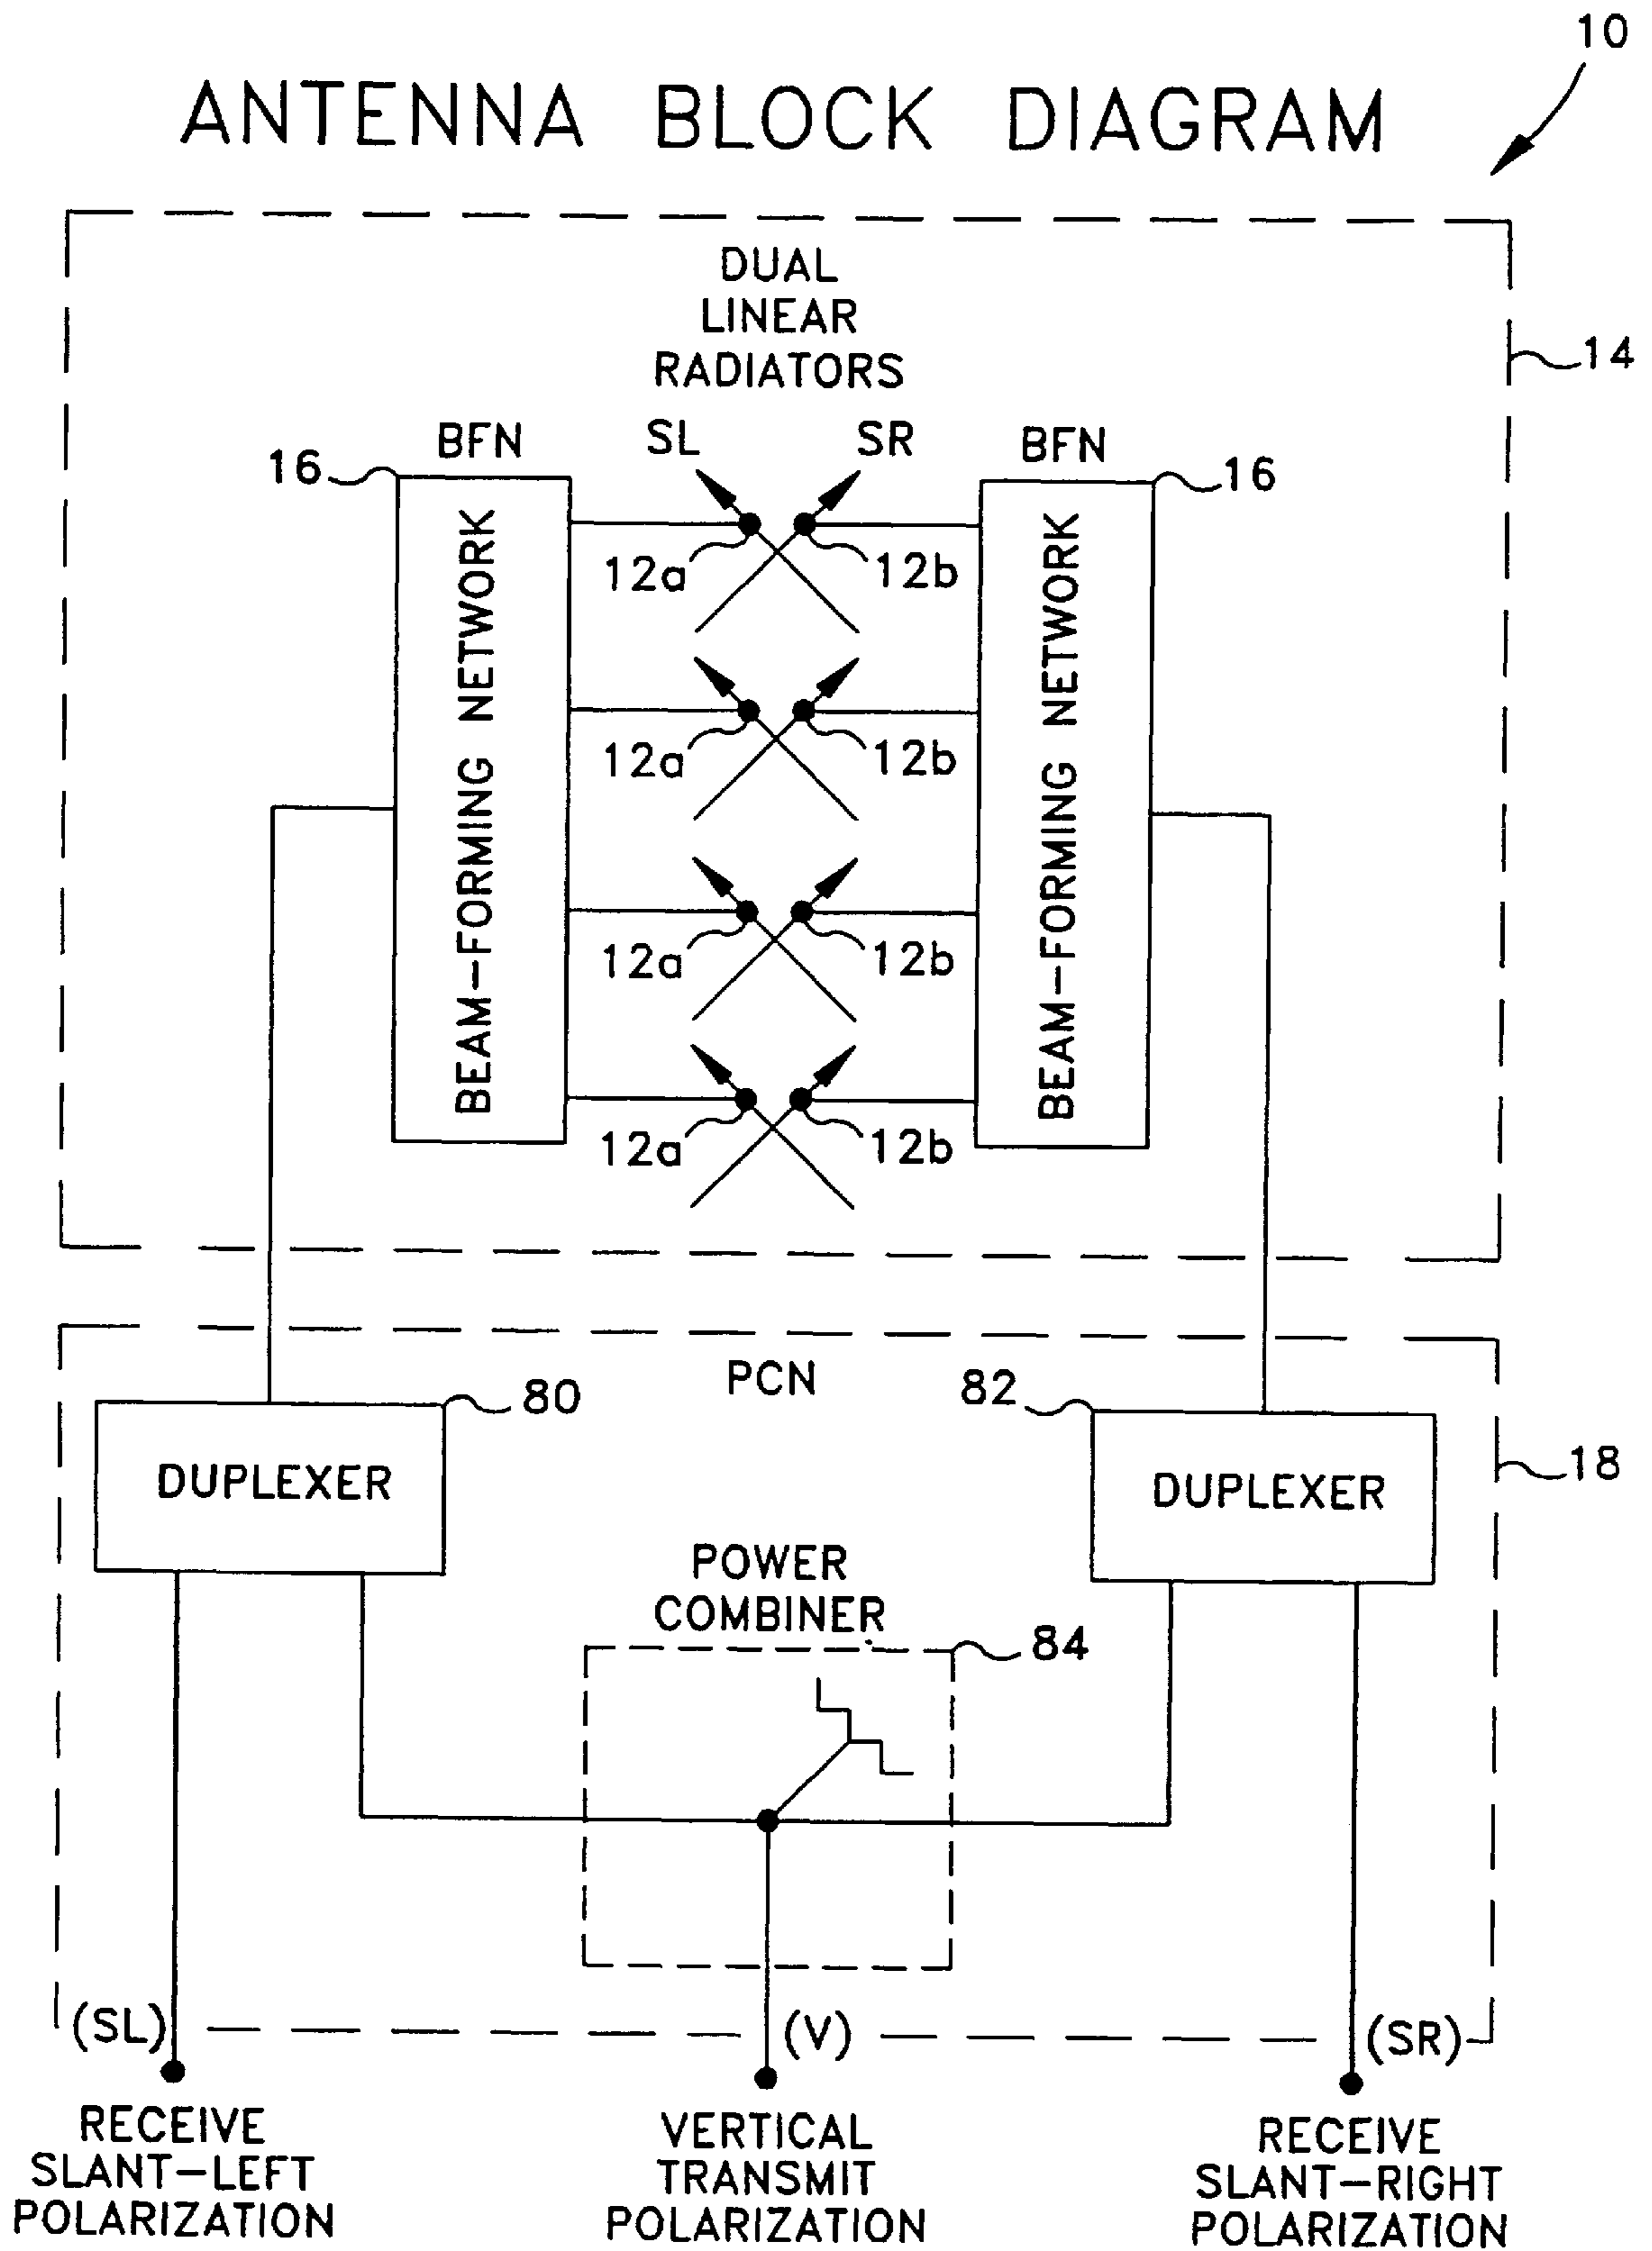 10
ANTENNA BLOCK DIAGRAM
DUAL
LINEAR
RADIATORS
14
BFN
SL
SR
BFN
16
16
BEAM-FORMING NETWORK
BEAM-FORMING NETWORK
12a
12b
12a
12b
12a
12b
12a
12b
PCN
80
82
DUPLEXER
DUPLEXER
18
POWER
COMBINER
84
(SL)
(V)
(SR)
RECEIVE
SLANT-LEFT
POLARIZATION
VERTICAL
TRANSMIT
POLARIZATION
RECEIVE
SLANT-RIGHT
POLARIZATION